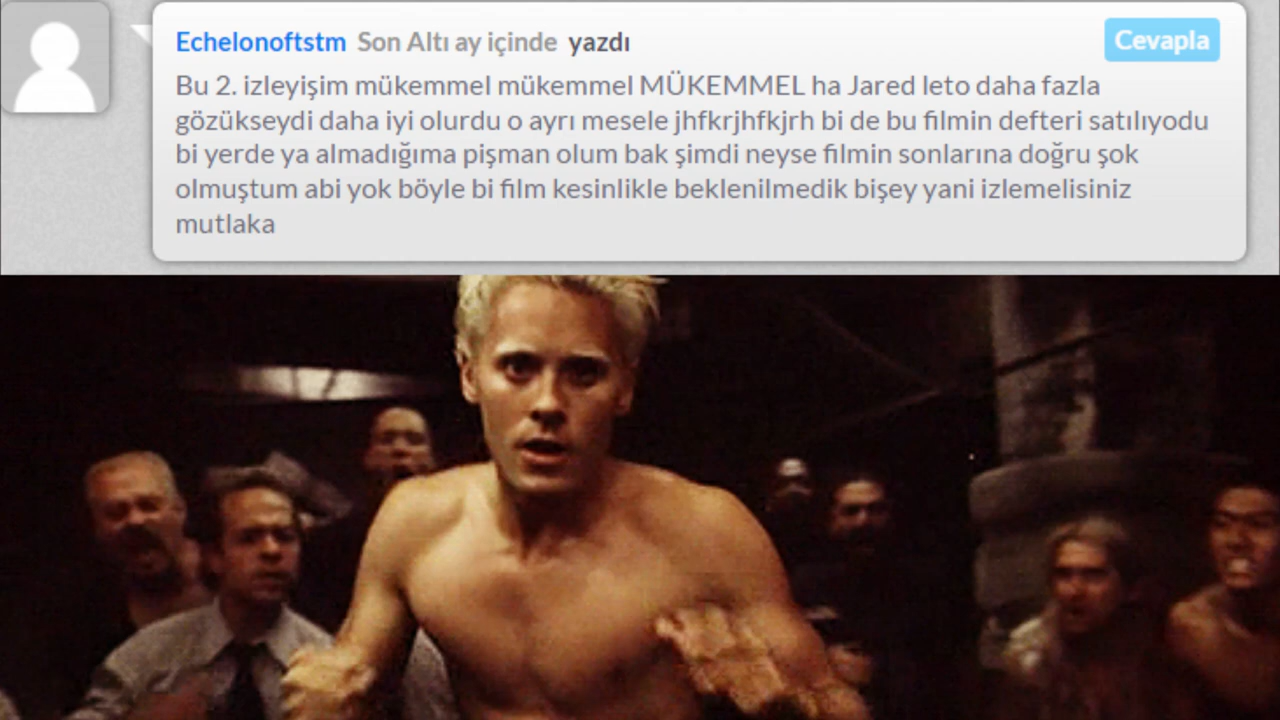 Echelonoftstm Son Altı ay içinde yazdı Cevapla
Bu 2. izleyişim mükemmel mükemmel MÜKEMMEL ha Jared leto daha fazla
gözükseydi daha iyi olurdu o ayrı mesele jhfkrjhfkjrh bi de bu filmin defteri satılıyodu
bi yerde ya almadığıma pişman olum bak şimdi neyse filmin sonlarına doğru şok
olmuştum abi yok böyle bi film kesinlikle beklenilmedik bişey yani izlemelisiniz
mutlaka